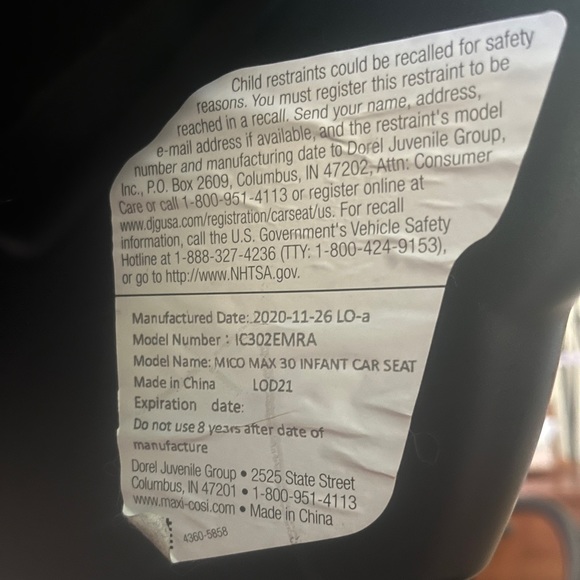 Child restraints could be recalled for safety
reasons. You must register this restraint to be
reached in a recall. Send your name, address,
e-mail address if available, and the restraint's model
number and manufacturing date to Dorel Juvenile Group,
Inc., P.O. Box 2609, Columbus, IN 47202, Attn: Consumer
Care or call 1-800-951-4113 or register online at
www.djgusa.com/registration/carseat/us. For recall
information, call the U.S. Government's Vehicle Safety
Hotline at 1-888-327-4236 (TTY: 1-800-424-9153),
or go to http://www.NHTSA.gov.
Manufactured Date: 2020-11-26 LO-a
Model Number : IC302EMRA
Model Name: MICO MAX 30 INFANT CAR SEAT
Made in China LOD21
Expiration date:
Do not use 8 years after date of
manufacture
Dorel Juvenile Group • 2525 State Street
Columbus, IN 47201 • 1-800-951-4113
www.maxi-cosi.com • Made in China
4360-5858